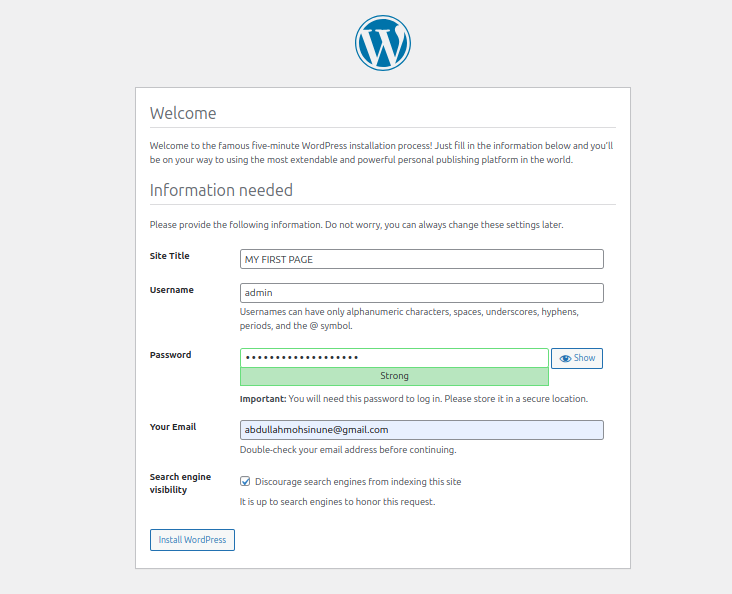 Welcome
Welcome to the famous five-minute WordPress installation process! Just fill in the information below and you'll
be on your way to using the most extendable and powerful personal publishing platform in the world.
Information needed
Please provide the following information. Do not worry, you can always change these settings later.
Site Title
MY FIRST PAGE
Username
admin
Usernames can have only alphanumeric characters, spaces, underscores, hyphens,
periods, and the @ symbol.
Password
••••••••••••••••••• Show
Strong
Important: You will need this password to log in. Please store it in a secure location.
Your Email
abdullahmohsinune@gmail.com
Double-check your email address before continuing.
Search engine
visibility
Discourage search engines from indexing this site
It is up to search engines to honor this request.
Install WordPress